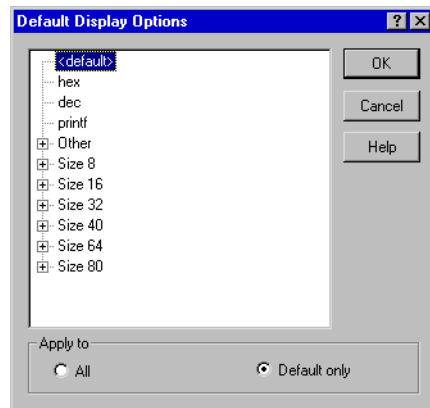 Default Display Options
<default>
hex
dec
printf
Other
Size 8
Size 16
Size 32
Size 40
Size 64
Size 80
OK
Cancel
Help
Apply to
All
Default only